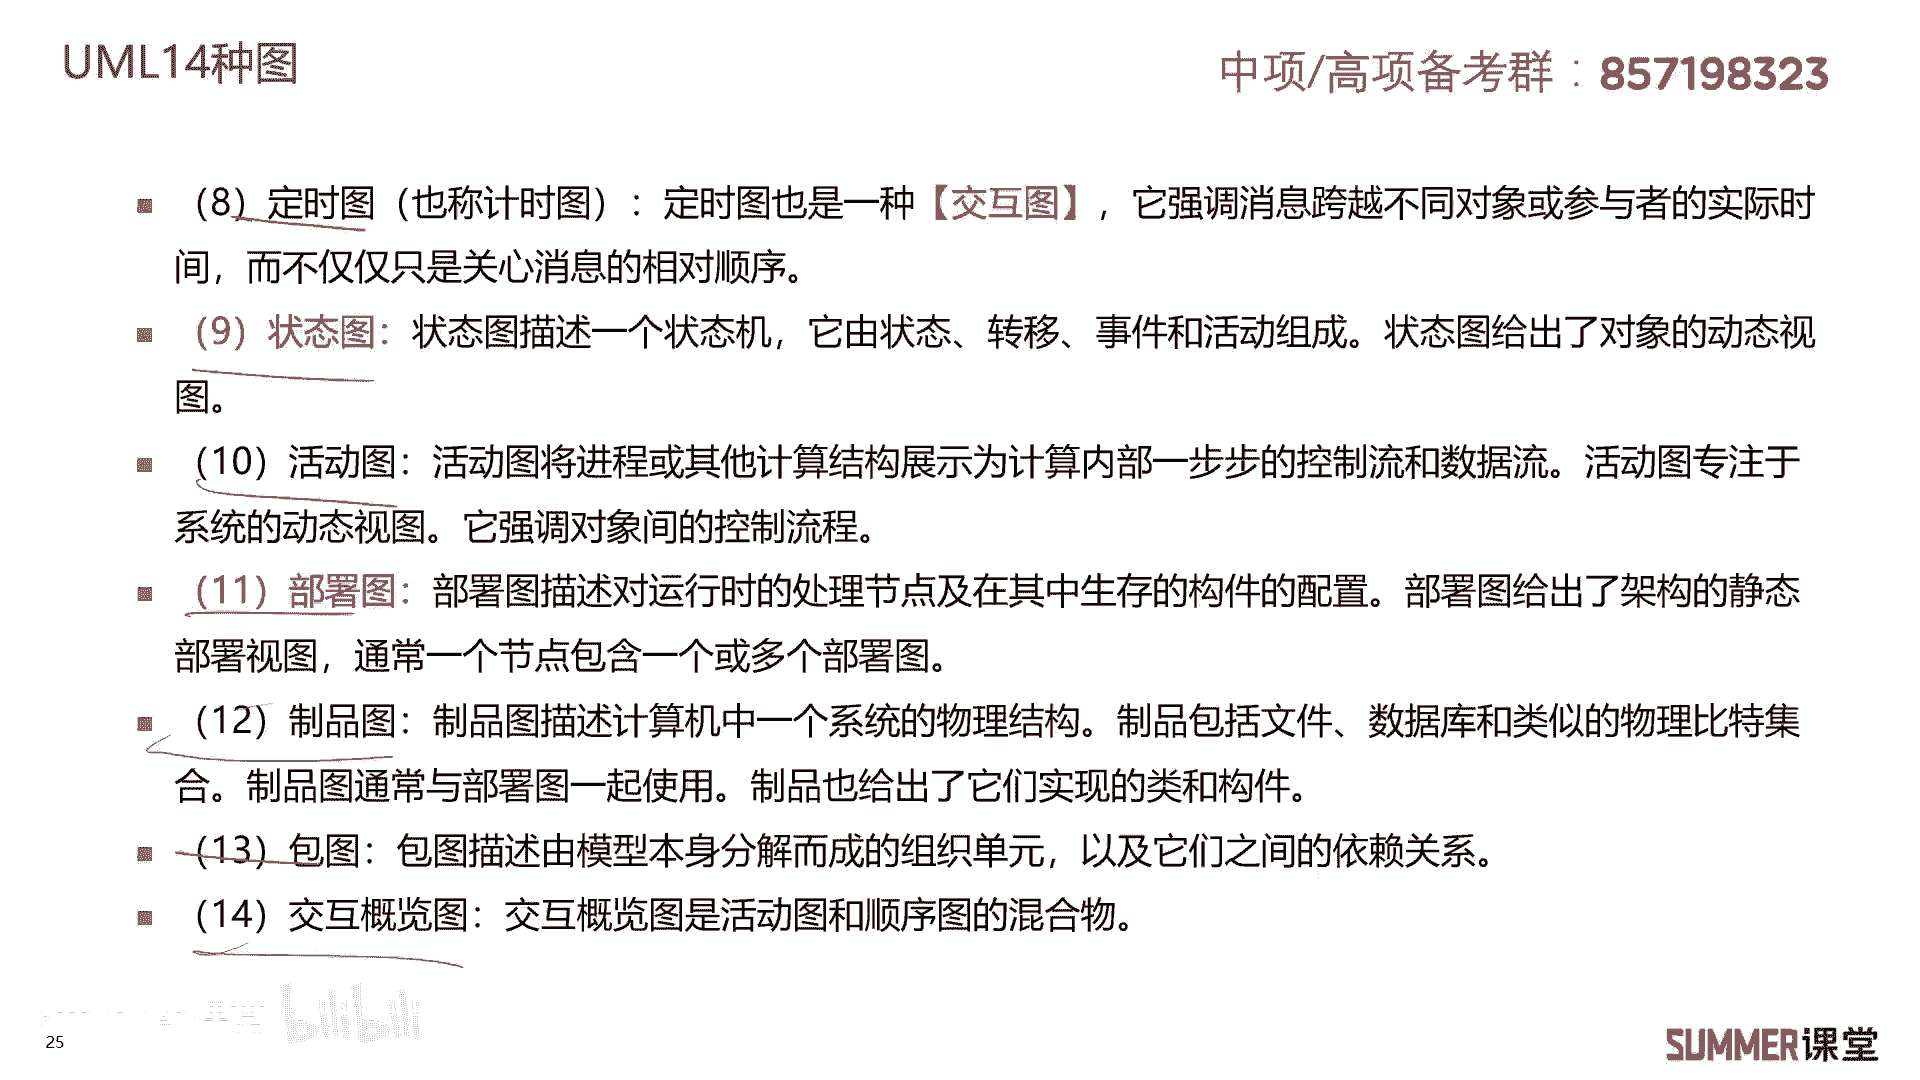 UML14种图
中项/高项备考群：857198323
（8）定时图（也称计时图）：定时图也是一种【交互图】，它强调消息跨越不同对象或参与者的实际时
间，而不仅仅只是关心消息的相对顺序。
（9）状态图：状态图描述一个状态机，它由状态、转移、事件和活动组成。状态图给出了对象的动态视
图。
（10）活动图：活动图将进程或其他计算结构展示为计算内部一步步的控制流和数据流。活动图专注于
系统的动态视图。它强调对象间的控制流程。
（11）部署图：部署图描述对运行时的处理节点及在其中生存的构件的配置。部署图给出了架构的静态
部署视图，通常一个节点包含一个或多个部署图。
（12）制品图：制品图描述计算机中一个系统的物理结构。制品包括文件、数据库和类似的物理比特集
合。制品图通常与部署图一起使用。制品也给出了它们实现的类和构件。
（13）包图：包图描述由模型本身分解而成的组织单元，以及它们之间的依赖关系。
（14）交互概览图：交互概览图是活动图和顺序图的混合物。
bilibili
25
SUMMER课堂